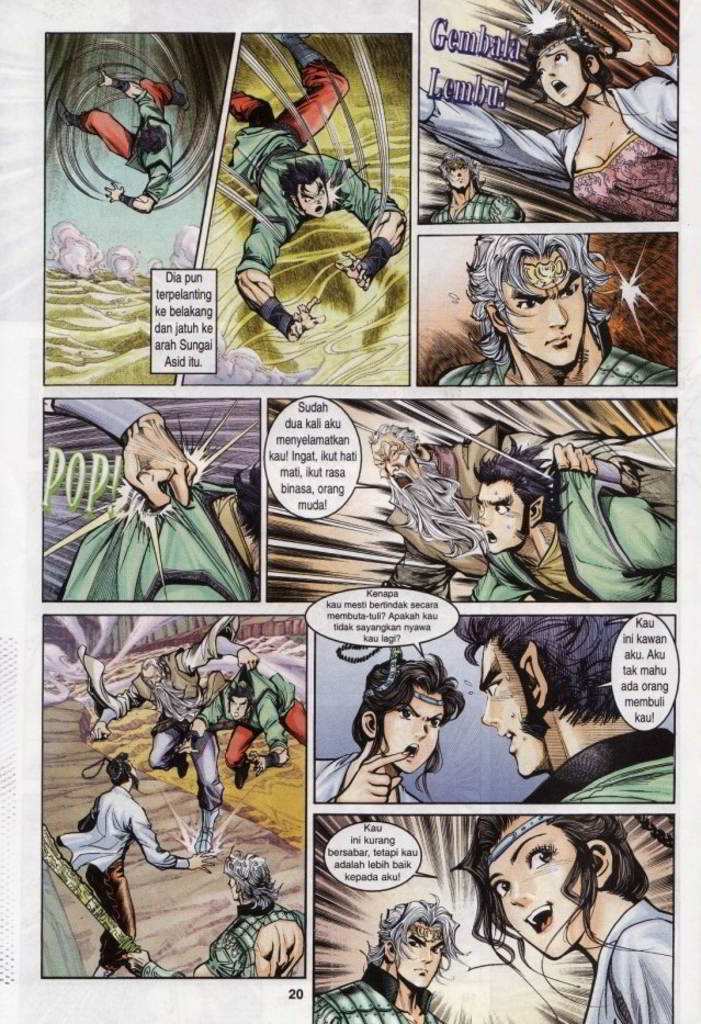 Gembala
Lembu!
Dia pun
terpelanting
ke belakang
dan jatuh ke
arah Sungai
Asid itu.
POP!
Sudah
dua kali aku
menyelamatkan
kau! Ingat, ikut hati
mati, ikut rasa
binasa, orang
muda!
Kenapa
kau mesti bertindak secara
membuta-tuli? Apakah kau
tidak sayangkan nyawa
kau lagi?
Kau
ini kawan
aku. Aku
tak mahu
ada orang
membuli
kau!
Kau
ini kurang
bersabar, tetapi kau
adalah lebih baik
kepada aku!
20